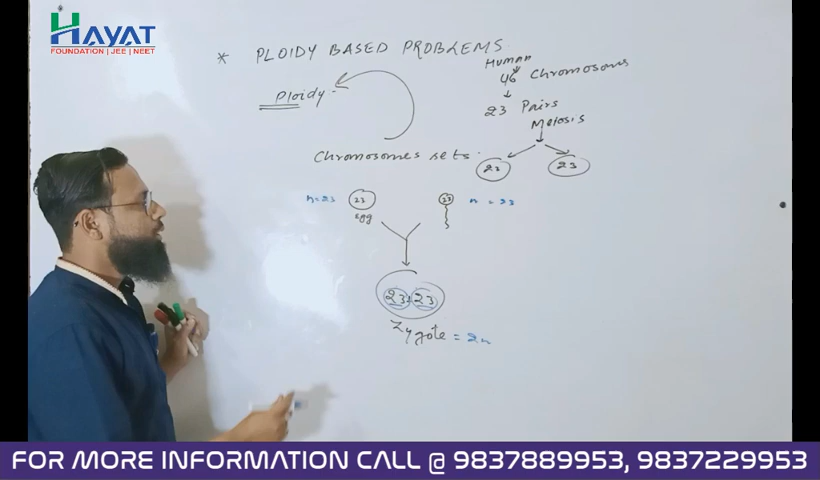 HAYAT
FOUNDATION | JEE | NEET
* PLOIDY BASED PROBLEMS
Human
46 Chromosoms
23 Pairs
Meiosis
23 23
Ploidy -
Chromosomes sets.
n=23 23 23 n = 23
egg
23+23
Zygote = 2n
FOR MORE INFORMATION CALL @ 9837889953, 9837229953